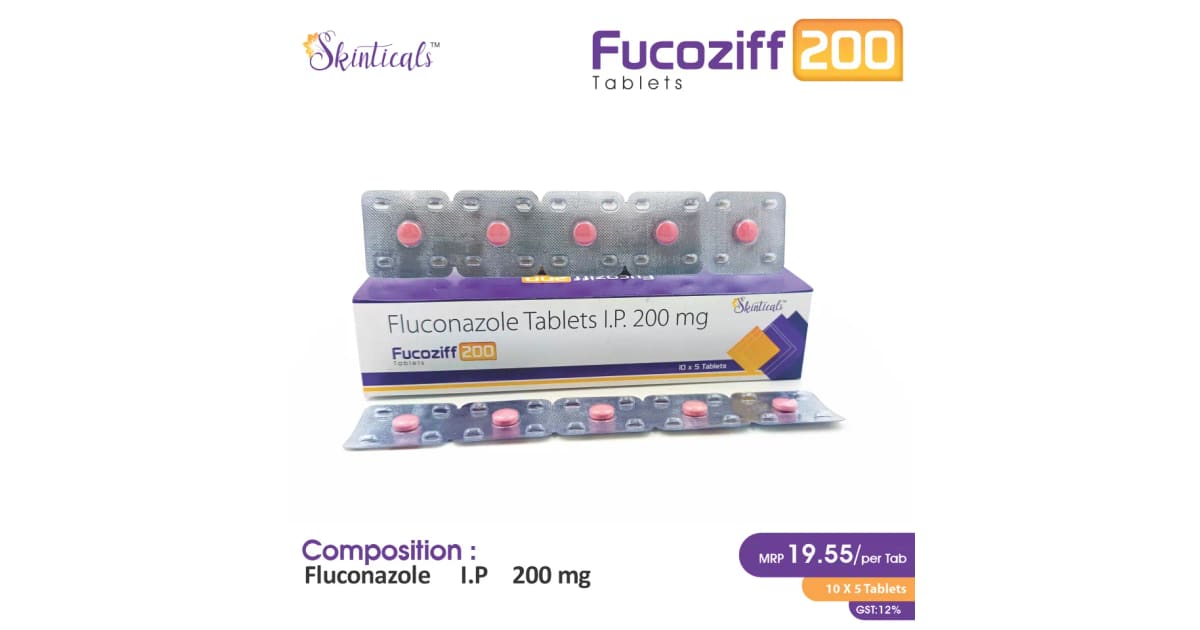 Skinticals™
Fucoziff 200
Tablets
Fluconazole Tablets I.P. 200 mg
Skinticals™
Fucoziff 200
Tablets
10 x 5 Tablets
Composition :
Fluconazole I.P 200 mg
MRP 19.55/per Tab
10 X 5 Tablets
GST:12%